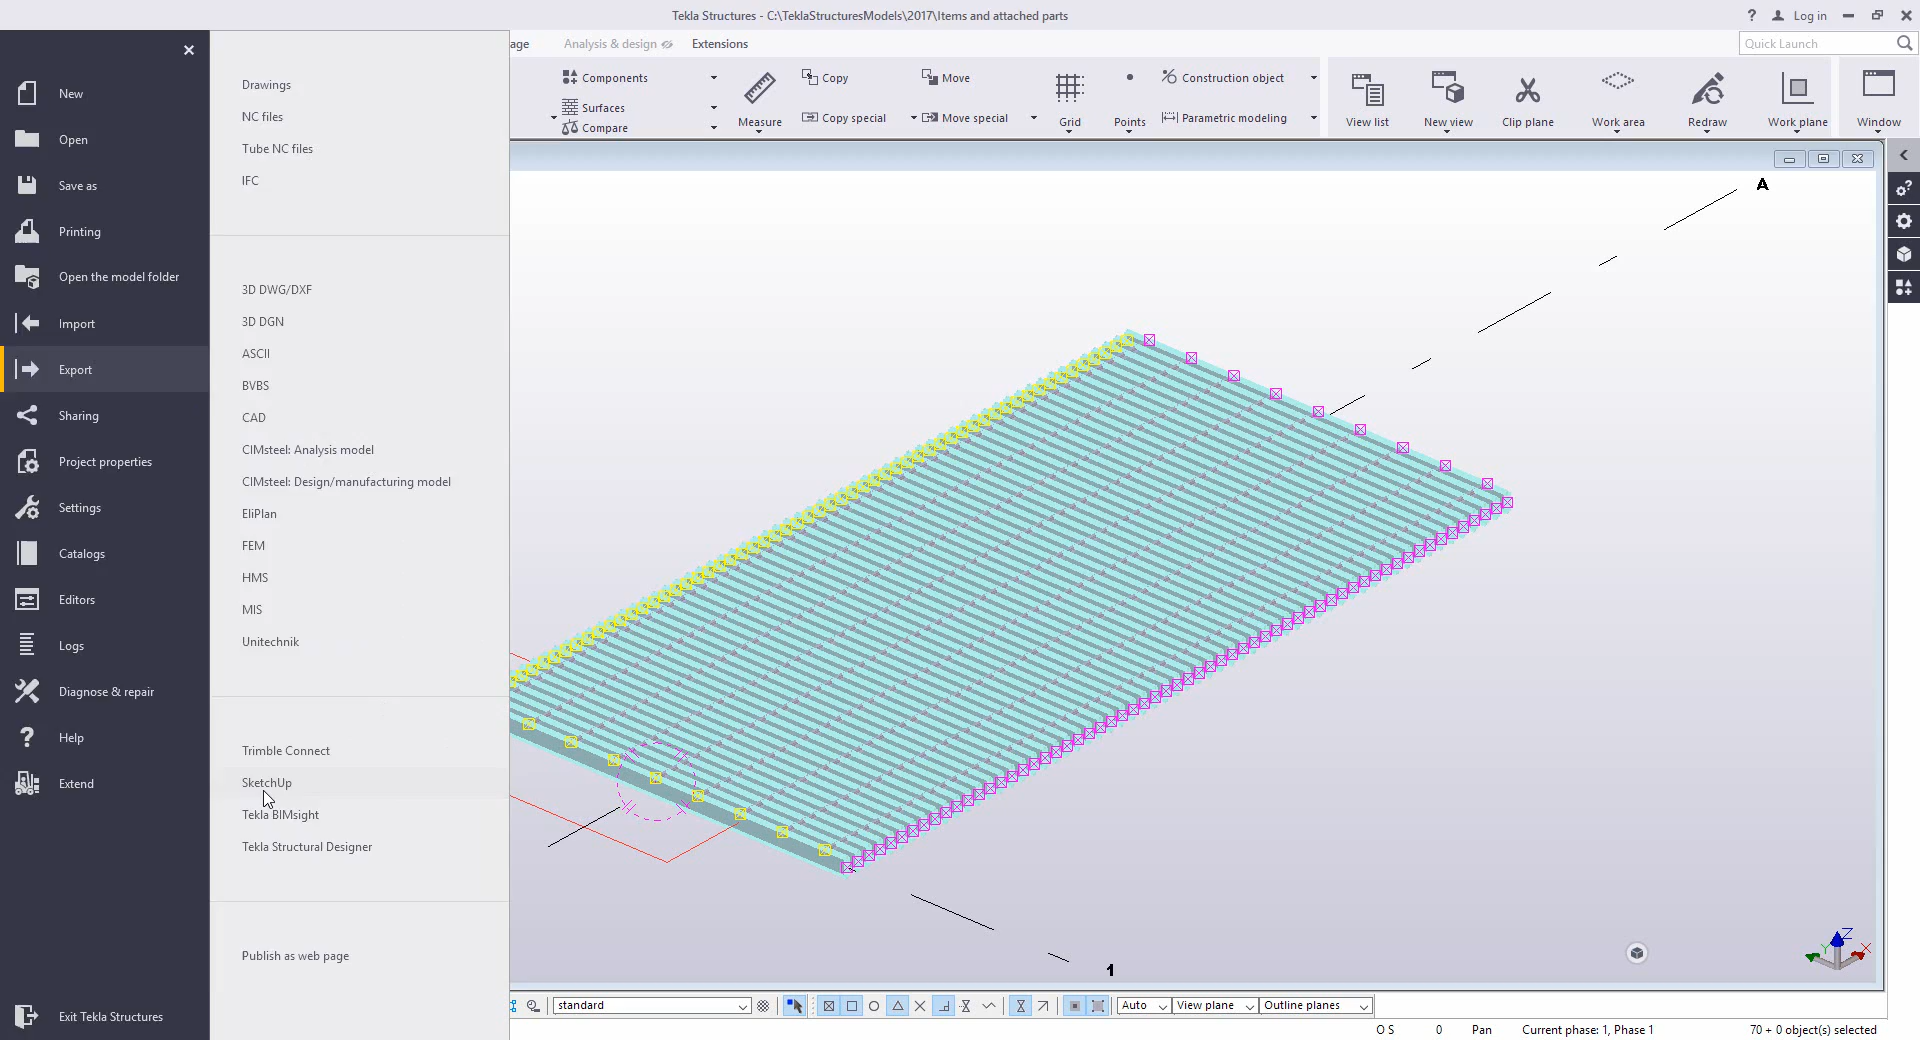 Tekla Structures - C:\TeklaStructuresModels\2017\Items and attached parts
? Log in
age
Analysis & design
Extensions
Quick Launch
Components
Surfaces
Compare
Measure
Copy
Copy special
Move
Move special
Grid
Points
Construction object
Parametric modeling
View list
New view
Clip plane
Work area
Redraw
Work plane
Window
New
Open
Save as
Printing
Open the model folder
Import
Export
Sharing
Project properties
Settings
Catalogs
Editors
Logs
Diagnose & repair
Help
Extend
Exit Tekla Structures
Drawings
NC files
Tube NC files
IFC
3D DWG/DXF
3D DGN
ASCII
BVBS
CAD
CIMsteel: Analysis model
CIMsteel: Design/manufacturing model
EliPlan
FEM
HMS
MIS
Unitechnik
Trimble Connect
SketchUp
Tekla BIMsight
Tekla Structural Designer
Publish as web page
A
1
Z
Y
X
standard
Auto
View plane
Outline planes
O S
0
Pan
Current phase: 1, Phase 1
70 + 0 object(s) selected